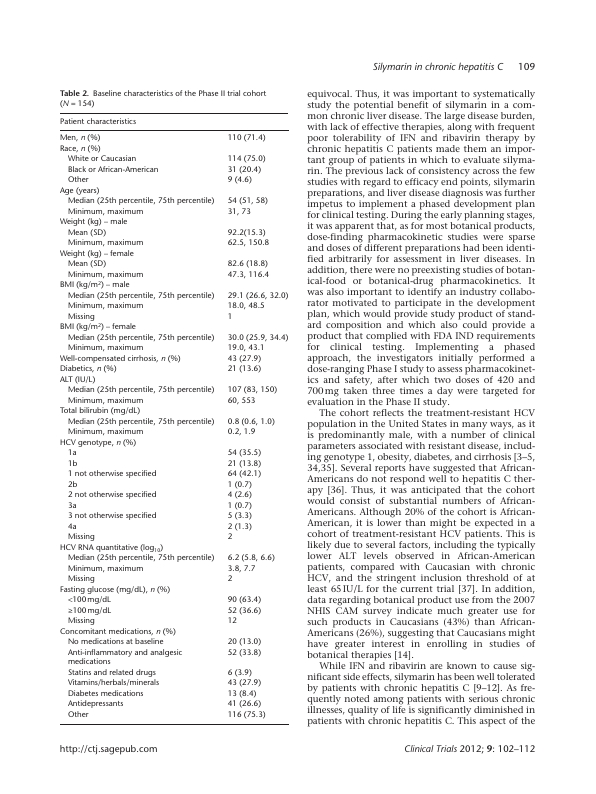 Silymarin in chronic hepatitis C 109
Table 2. Baseline characteristics of the Phase II trial cohort
(N = 154)
Patient characteristics
Men, n (%) 110 (71.4)
Race, n (%)
White or Caucasian 114 (75.0)
Black or African-American 31 (20.4)
Other 9 (4.6)
Age (years)
Median (25th percentile, 75th percentile) 54 (51, 58)
Minimum, maximum 31, 73
Weight (kg) – male
Mean (SD) 92.2(15.3)
Minimum, maximum 62.5, 150.8
Weight (kg) – female
Mean (SD) 82.6 (18.8)
Minimum, maximum 47.3, 116.4
BMI (kg/m²) – male
Median (25th percentile, 75th percentile) 29.1 (26.6, 32.0)
Minimum, maximum 18.0, 48.5
Missing 1
BMI (kg/m²) – female
Median (25th percentile, 75th percentile) 30.0 (25.9, 34.4)
Minimum, maximum 19.0, 43.1
Well-compensated cirrhosis, n (%) 43 (27.9)
Diabetics, n (%) 21 (13.6)
ALT (IU/L)
Median (25th percentile, 75th percentile) 107 (83, 150)
Minimum, maximum 60, 553
Total bilirubin (mg/dL)
Median (25th percentile, 75th percentile) 0.8 (0.6, 1.0)
Minimum, maximum 0.2, 1.9
HCV genotype, n (%)
1a 54 (35.5)
1b 21 (13.8)
1 not otherwise specified 64 (42.1)
2b 1 (0.7)
2 not otherwise specified 4 (2.6)
3a 1 (0.7)
3 not otherwise specified 5 (3.3)
4a 2 (1.3)
Missing 2
HCV RNA quantitative (log₁₀)
Median (25th percentile, 75th percentile) 6.2 (5.8, 6.6)
Minimum, maximum 3.8, 7.7
Missing 2
Fasting glucose (mg/dL), n (%)
<100 mg/dL 90 (63.4)
≥100 mg/dL 52 (36.6)
Missing 12
Concomitant medications, n (%)
No medications at baseline 20 (13.0)
Anti-inflammatory and analgesic 52 (33.8)
medications
Statins and related drugs 6 (3.9)
Vitamins/herbals/minerals 43 (27.9)
Diabetes medications 13 (8.4)
Antidepressants 41 (26.6)
Other 116 (75.3)
equivocal. Thus, it was important to systematically
study the potential benefit of silymarin in a com-
mon chronic liver disease. The large disease burden,
with lack of effective therapies, along with frequent
poor tolerability of IFN and ribavirin therapy by
chronic hepatitis C patients made them an impor-
tant group of patients in which to evaluate silyma-
rin. The previous lack of consistency across the few
studies with regard to efficacy end points, silymarin
preparations, and liver disease diagnosis was further
impetus to implement a phased development plan
for clinical testing. During the early planning stages,
it was apparent that, as for most botanical products,
dose-finding pharmacokinetic studies were sparse
and doses of different preparations had been identi-
fied arbitrarily for assessment in liver diseases. In
addition, there were no preexisting studies of botan-
ical-food or botanical-drug pharmacokinetics. It
was also important to identify an industry collabo-
rator motivated to participate in the development
plan, which would provide study product of stand-
ard composition and which also could provide a
product that complied with FDA IND requirements
for clinical testing. Implementing a phased
approach, the investigators initially performed a
dose-ranging Phase I study to assess pharmacokinet-
ics and safety, after which two doses of 420 and
700 mg taken three times a day were targeted for
evaluation in the Phase II study.
The cohort reflects the treatment-resistant HCV
population in the United States in many ways, as it
is predominantly male, with a number of clinical
parameters associated with resistant disease, includ-
ing genotype 1, obesity, diabetes, and cirrhosis [3–5,
34,35]. Several reports have suggested that African-
Americans do not respond well to hepatitis C ther-
apy [36]. Thus, it was anticipated that the cohort
would consist of substantial numbers of African-
Americans. Although 20% of the cohort is African-
American, it is lower than might be expected in a
cohort of treatment-resistant HCV patients. This is
likely due to several factors, including the typically
lower ALT levels observed in African-American
patients, compared with Caucasian with chronic
HCV, and the stringent inclusion threshold of at
least 65 IU/L for the current trial [37]. In addition,
data regarding botanical product use from the 2007
NHIS CAM survey indicate much greater use for
such products in Caucasians (43%) than African-
Americans (26%), suggesting that Caucasians might
have greater interest in enrolling in studies of
botanical therapies [14].
While IFN and ribavirin are known to cause sig-
nificant side effects, silymarin has been well tolerated
by patients with chronic hepatitis C [9–12]. As fre-
quently noted among patients with serious chronic
illnesses, quality of life is significantly diminished in
patients with chronic hepatitis C. This aspect of the
http://ctj.sagepub.com Clinical Trials 2012; 9: 102–112